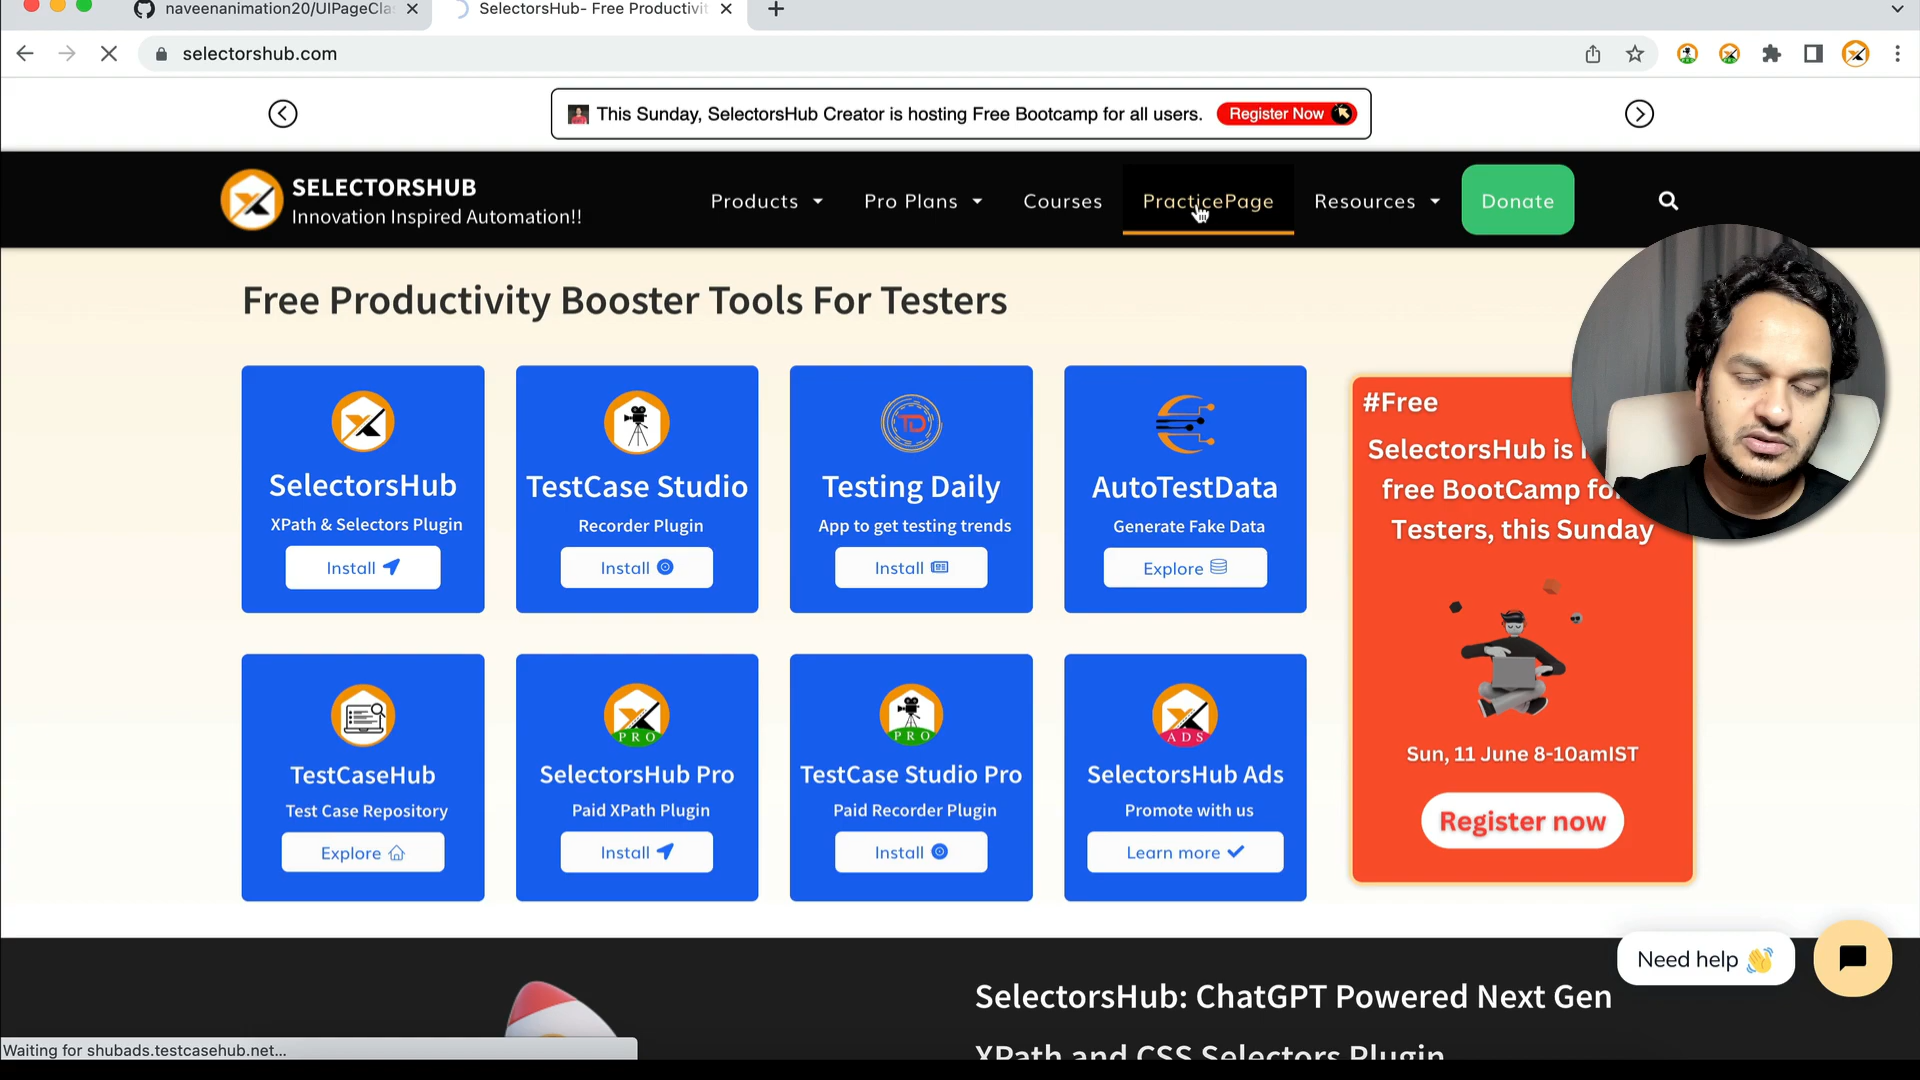 naveenanimation20/UIPageCla
SelectorsHub- Free Productivit
selectorshub.com
This Sunday, SelectorsHub Creator is hosting Free Bootcamp for all users. Register Now
SELECTORSHUB
Innovation Inspired Automation!!
Products
Pro Plans
Courses
PracticePage
Resources
Donate
Free Productivity Booster Tools For Testers
SelectorsHub
XPath & Selectors Plugin
Install
TestCase Studio
Recorder Plugin
Install
TD
Testing Daily
App to get testing trends
Install
AutoTestData
Generate Fake Data
Explore
#Free
SelectorsHub is
free BootCamp fo
Testers, this Sunday
Sun, 11 June 8-10amIST
Register now
TestCaseHub
Test Case Repository
Explore
PRO
SelectorsHub Pro
Paid XPath Plugin
Install
PRO
TestCase Studio Pro
Paid Recorder Plugin
Install
ADS
SelectorsHub Ads
Promote with us
Learn more
Need help 👋
SelectorsHub: ChatGPT Powered Next Gen
XPath and CSS Selectors Plugin
Waiting for shubads.testcasehub.net...